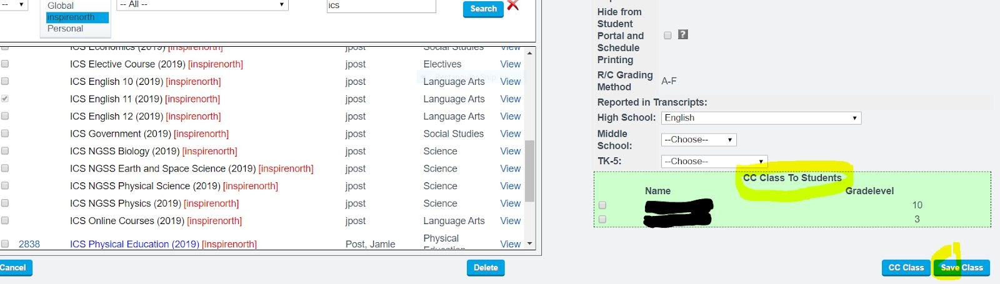 -- Global -- All -- ics Search
inspirenorth
Personal
ICS Economics (2019) [inspirenorth] jpost Social Studies View
ICS Elective Course (2019) [inspirenorth] jpost Electives View
ICS English 10 (2019) [inspirenorth] jpost Language Arts View
ICS English 11 (2019) [inspirenorth] jpost Language Arts View
ICS English 12 (2019) [inspirenorth] jpost Language Arts View
ICS Government (2019) [inspirenorth] jpost Social Studies View
ICS NGSS Biology (2019) [inspirenorth] jpost Science View
ICS NGSS Earth and Space Science (2019) [inspirenorth] jpost Science View
ICS NGSS Physical Science (2019) [inspirenorth] jpost Science View
ICS NGSS Physics (2019) [inspirenorth] jpost Science View
ICS Online Courses (2019) [inspirenorth] jpost Language Arts View
2838 ICS Physical Education (2019) [inspirenorth] Post, Jamie Physical Education View
Cancel Delete
Hide from
Student
Portal and
Schedule
Printing
?
R/C Grading
Method
A-F
Reported in Transcripts:
High School: English
Middle
School:
--Choose--
TK-5: --Choose--
CC Class To Students
Name Gradelevel
10
3
CC Class Save Class